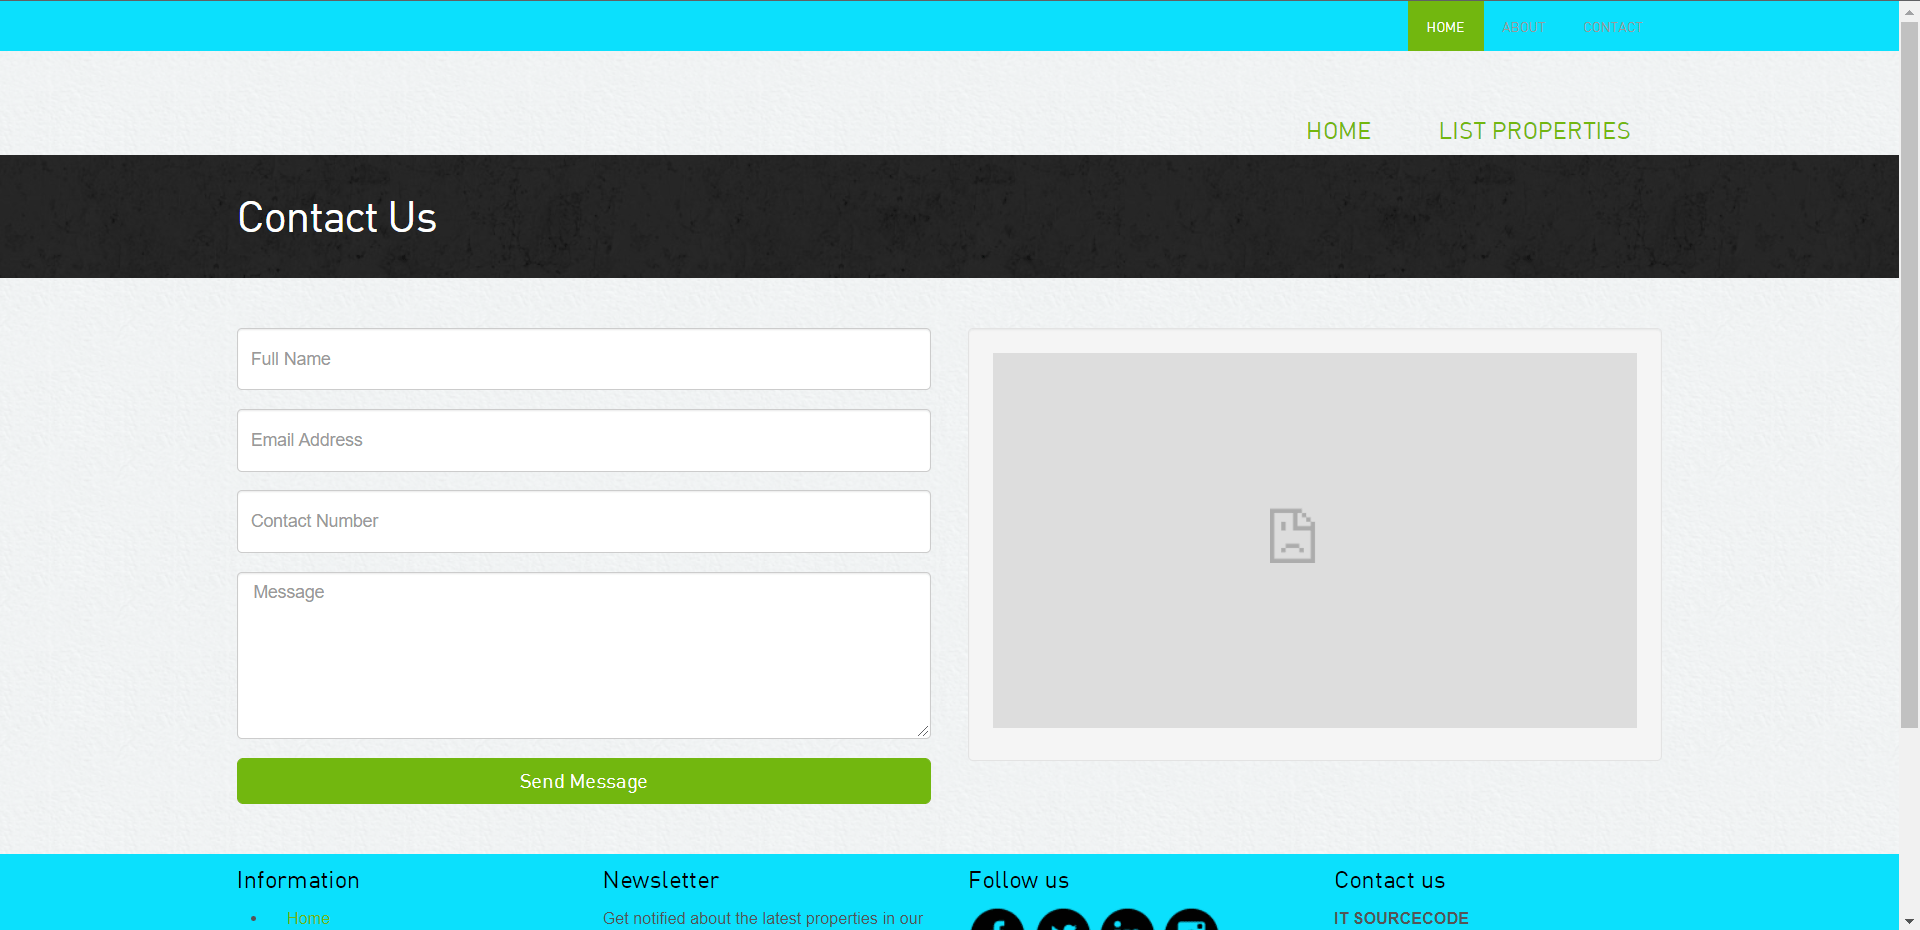 HOME ABOUT CONTACT
HOME LIST PROPERTIES
Contact Us
Full Name
Email Address
Contact Number
Message
Send Message
Information
Home
Newsletter
Get notified about the latest properties in our
Follow us
Contact us
IT SOURCECODE